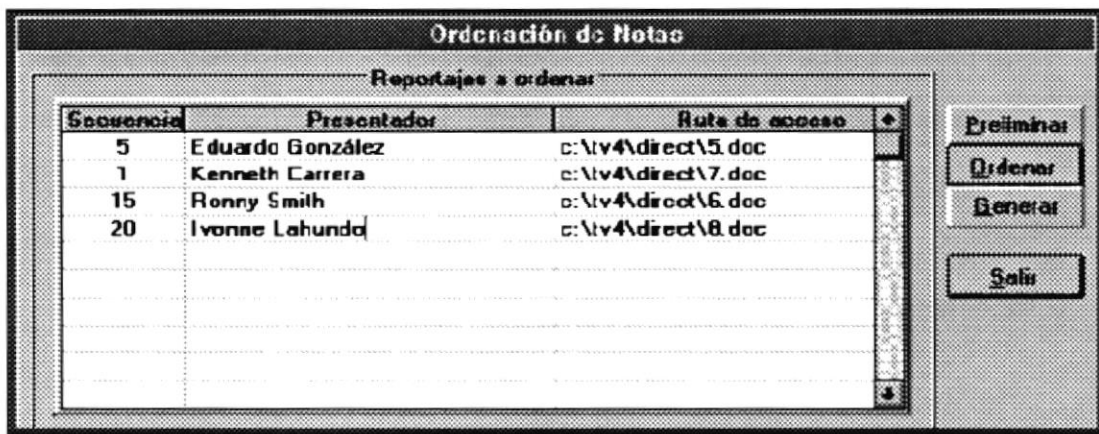 Ordenación de Notas
Reportajes a ordenar
Secuencia Presentador Ruta de acceso
5 Eduardo González c:\tv4\direct\5.doc
1 Kenneth Carrera c:\tv4\direct\7.doc
15 Ronny Smith c:\tv4\direct\6.doc
20 Ivonne Lahundo c:\tv4\direct\8.doc
Preliminar
Ordenar
Generar
Salir